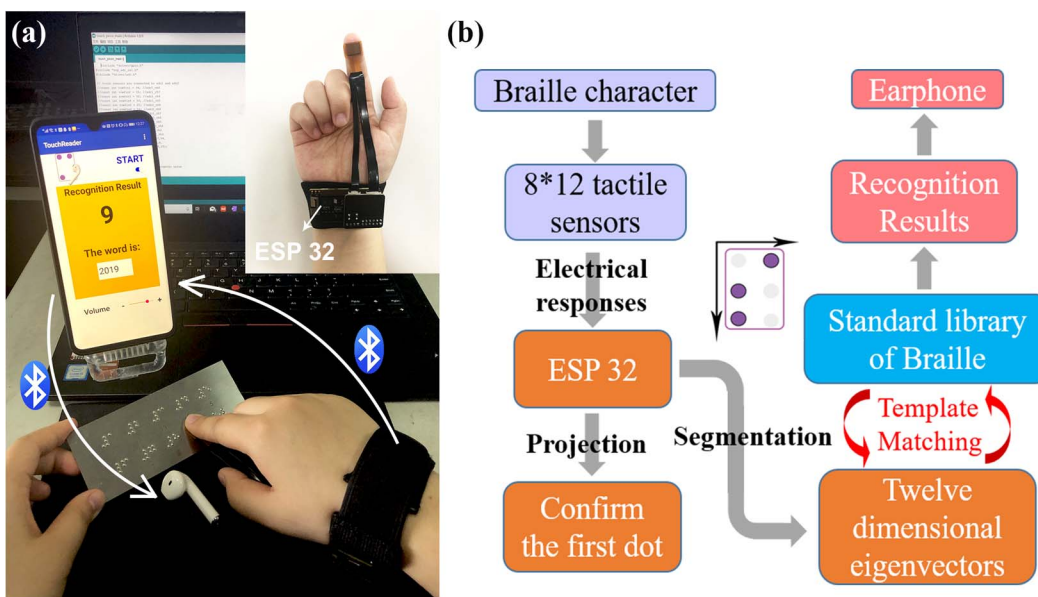 (a)
TouchReader
START
Recognition Result
9
The word is:
2019
Volume - +
ESP 32
(b)
Braille character
8*12 tactile
sensors
Electrical
responses
ESP 32
Projection
Confirm
the first dot
Segmentation
Earphone
Recognition
Results
Standard library
of Braille
Template
Matching
Twelve
dimensional
eigenvectors